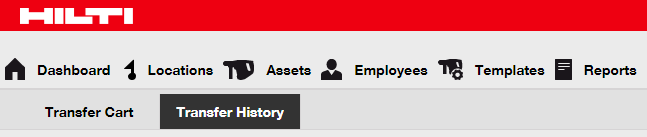 HILTI
Dashboard Locations Assets Employees Templates Reports
Transfer Cart Transfer History